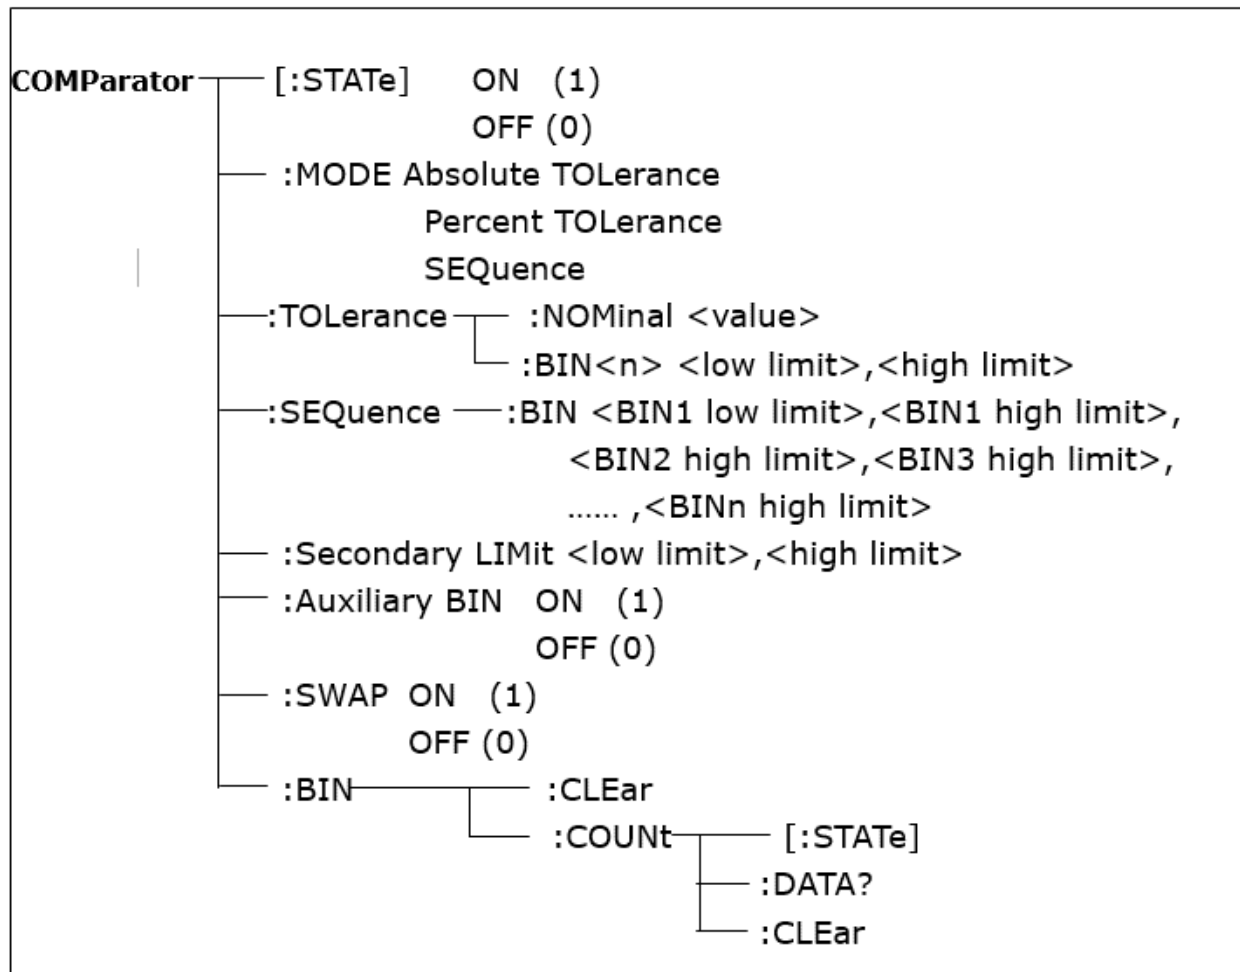 COMParator [:STATe] ON (1)
OFF (0)
:MODE Absolute TOLerance
Percent TOLerance
SEQuence
:TOLerance :NOMinal <value>
:BIN<n> <low limit>,<high limit>
:SEQuence :BIN <BIN1 low limit>,<BIN1 high limit>,
<BIN2 high limit>,<BIN3 high limit>,
...... ,<BINn high limit>
:Secondary LIMit <low limit>,<high limit>
:Auxiliary BIN ON (1)
OFF (0)
:SWAP ON (1)
OFF (0)
:BIN :CLEar
:COUNt [:STATe]
:DATA?
:CLEar